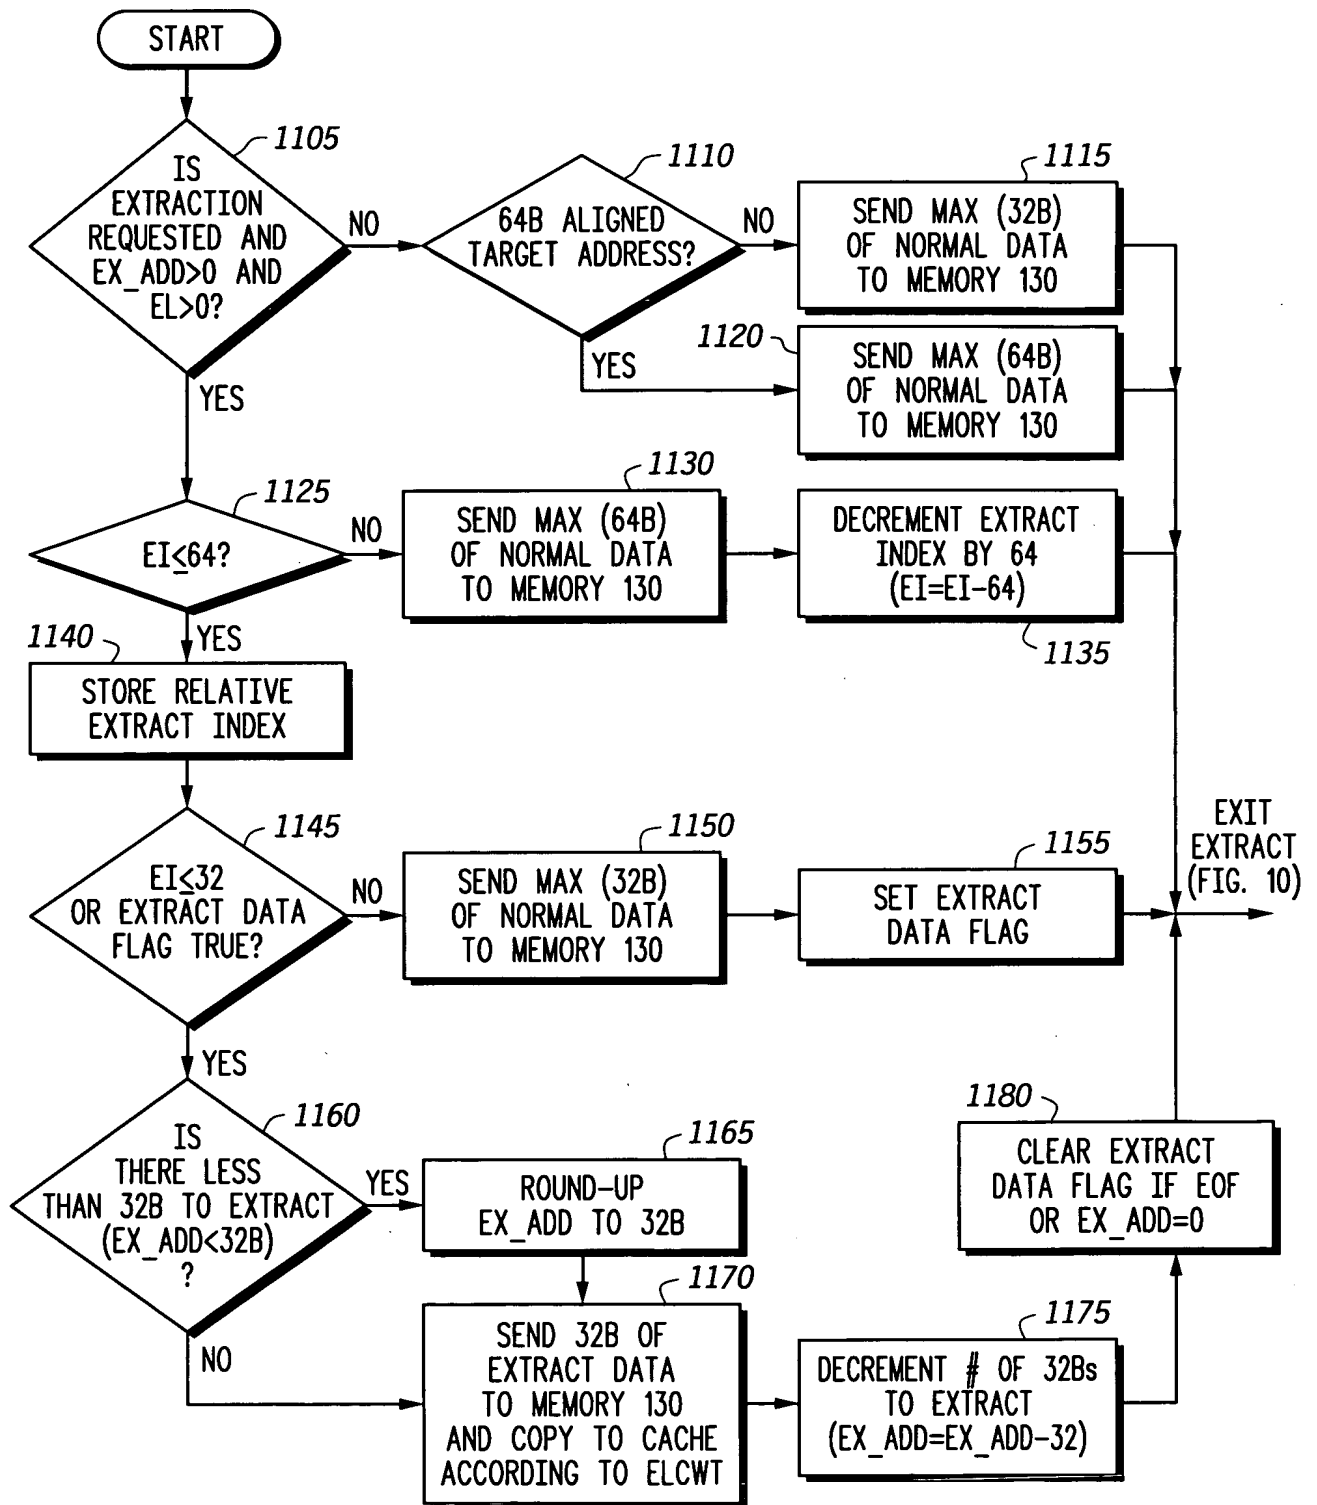 START
1105
IS
EXTRACTION
REQUESTED AND
EX_ADD>0 AND
EL>0?
NO
YES
1110
64B ALIGNED
TARGET ADDRESS?
NO
YES
1115
SEND MAX (32B)
OF NORMAL DATA
TO MEMORY 130
1120
SEND MAX (64B)
OF NORMAL DATA
TO MEMORY 130
1125
EI≤64?
NO
YES
1130
SEND MAX (64B)
OF NORMAL DATA
TO MEMORY 130
DECREMENT EXTRACT
INDEX BY 64
(EI=EI-64)
1135
1140
STORE RELATIVE
EXTRACT INDEX
1145
EI≤32
OR EXTRACT DATA
FLAG TRUE?
NO
YES
1150
SEND MAX (32B)
OF NORMAL DATA
TO MEMORY 130
1155
SET EXTRACT
DATA FLAG
EXIT
EXTRACT
(FIG. 10)
1160
IS
THERE LESS
THAN 32B TO EXTRACT
(EX_ADD<32B)
?
YES
NO
1165
ROUND-UP
EX_ADD TO 32B
1170
SEND 32B OF
EXTRACT DATA
TO MEMORY 130
AND COPY TO CACHE
ACCORDING TO ELCWT
1175
DECREMENT # OF 32Bs
TO EXTRACT
(EX_ADD=EX_ADD-32)
1180
CLEAR EXTRACT
DATA FLAG IF EOF
OR EX_ADD=0